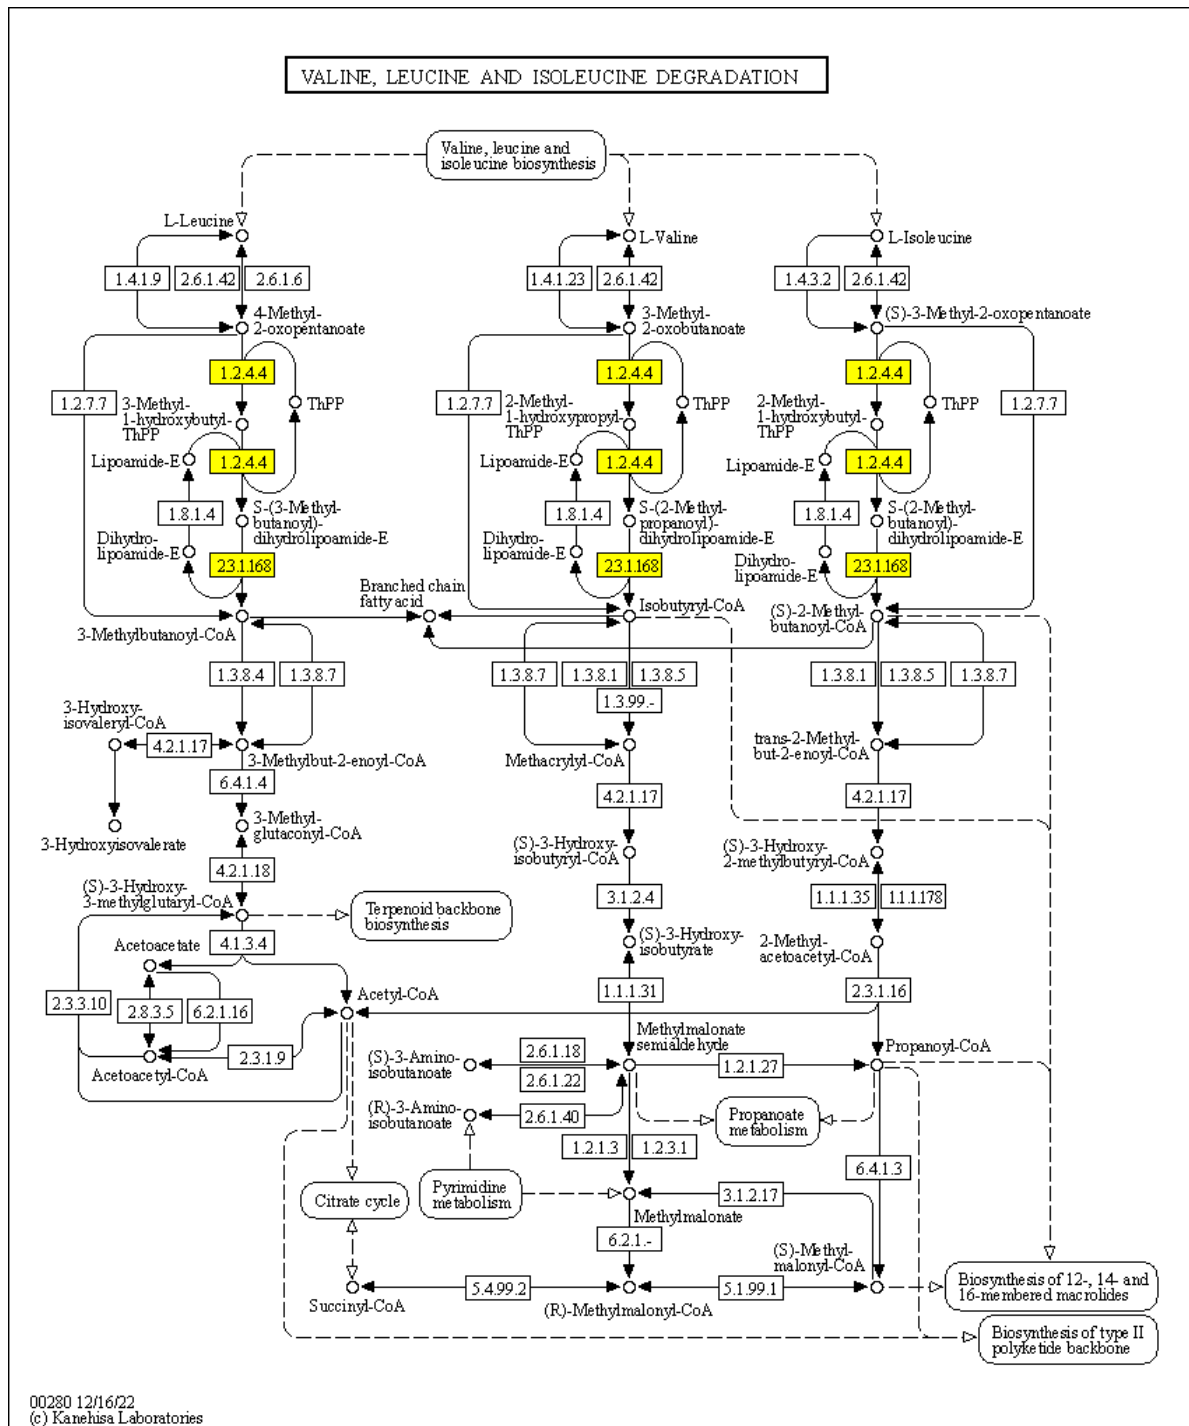 VALINE, LEUCINE AND ISOLEUCINE DEGRADATION
Valine, leucine and
isoleucine biosynthesis
L-Leucine
L-Valine
L-Isoleucine
1.4.1.9
2.6.1.42
2.6.1.6
1.4.1.23
2.6.1.42
1.4.3.2
2.6.1.42
4-Methyl-
2-oxopentanoate
3-Methyl-
2-oxobutanoate
(S)-3-Methyl-2-oxopentanoate
1.2.4.4
1.2.4.4
1.2.4.4
1.2.7.7
3-Methyl-
1-hydroxybutyl-
ThPP
ThPP
1.2.7.7
2-Methyl-
1-hydroxypropyl-
ThPP
ThPP
2-Methyl-
1-hydroxybutyl-
ThPP
ThPP
1.2.7.7
Lipoamide-E
1.2.4.4
Lipoamide-E
1.2.4.4
Lipoamide-E
1.2.4.4
1.8.1.4
S-(3-Methyl-
butanoyl)-
dihydrolipoamide-E
1.8.1.4
S-(2-Methyl-
propanoyl)-
dihydrolipoamide-E
1.8.1.4
S-(2-Methyl-
butanoyl)-
dihydrolipoamide-E
Dihydro-
lipoamide-E
Dihydro-
lipoamide-E
Dihydro-
lipoamide-E
2.3.1.168
2.3.1.168
2.3.1.168
Branched chain
fatty acid
3-Methylbutanoyl-CoA
Isobutyryl-CoA
(S)-2-Methyl-
butanoyl-CoA
1.3.8.4
1.3.8.7
1.3.8.7
1.3.8.1
1.3.8.5
1.3.99.-
1.3.8.1
1.3.8.5
1.3.8.7
3-Hydroxy-
isovaleryl-CoA
4.2.1.17
3-Methylbut-2-enoyl-CoA
Methacrylyl-CoA
trans-2-Methyl-
but-2-enoyl-CoA
6.4.1.4
4.2.1.17
4.2.1.17
3-Hydroxyisovalerate
3-Methyl-
glutaconyl-CoA
(S)-3-Hydroxy-
isobutyryl-CoA
(S)-3-Hydroxy-
2-methylbutyryl-CoA
4.2.1.18
3.1.2.4
1.1.1.35
1.1.1.178
(S)-3-Hydroxy-
3-methylglutaryl-CoA
Terpenoid backbone
biosynthesis
4.1.3.4
(S)-3-Hydroxy-
isobutyrate
2-Methyl-
acetoacetyl-CoA
Acetoacetate
2.3.3.10
2.8.3.5
6.2.1.16
Acetyl-CoA
1.1.1.31
2.3.1.16
2.3.1.9
Acetoacetyl-CoA
Methylmalonate
semialdehyde
Propanoyl-CoA
(S)-3-Amino-
isobutanoate
2.6.1.18
2.6.1.22
1.2.1.27
(R)-3-Amino-
isobutanoate
2.6.1.40
Propanoate
metabolism
1.2.1.3
1.2.3.1
6.4.1.3
Citrate cycle
Pyrimidine
metabolism
3.1.2.17
Methylmalonate
6.2.1.-
(S)-Methyl-
malonyl-CoA
Succinyl-CoA
5.4.99.2
(R)-Methylmalonyl-CoA
5.1.99.1
Biosynthesis of 12-, 14- and
16-membered macrolides
Biosynthesis of type II
polyketide backbone
00280 12/16/22
(c) Kanehisa Laboratories